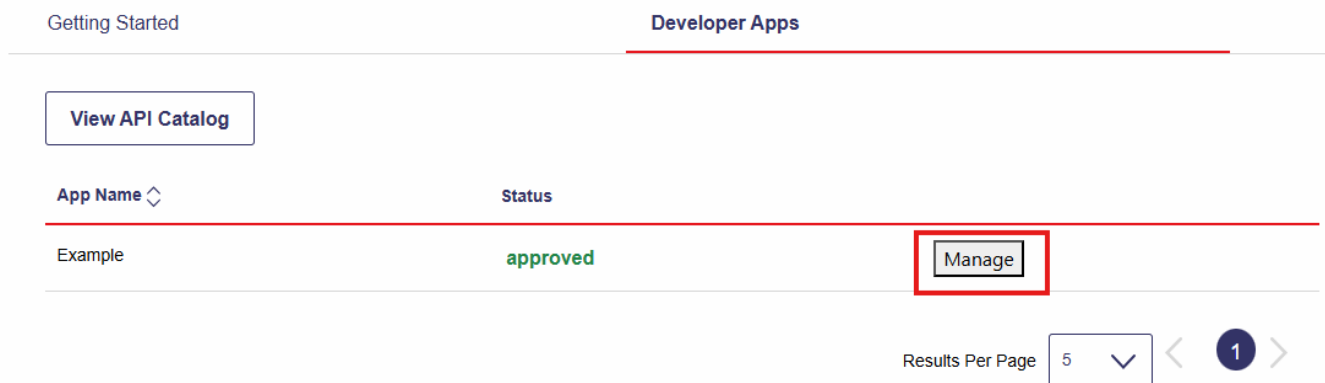 Getting Started Developer Apps
View API Catalog
App Name Status
Example approved Manage
Results Per Page 5 1